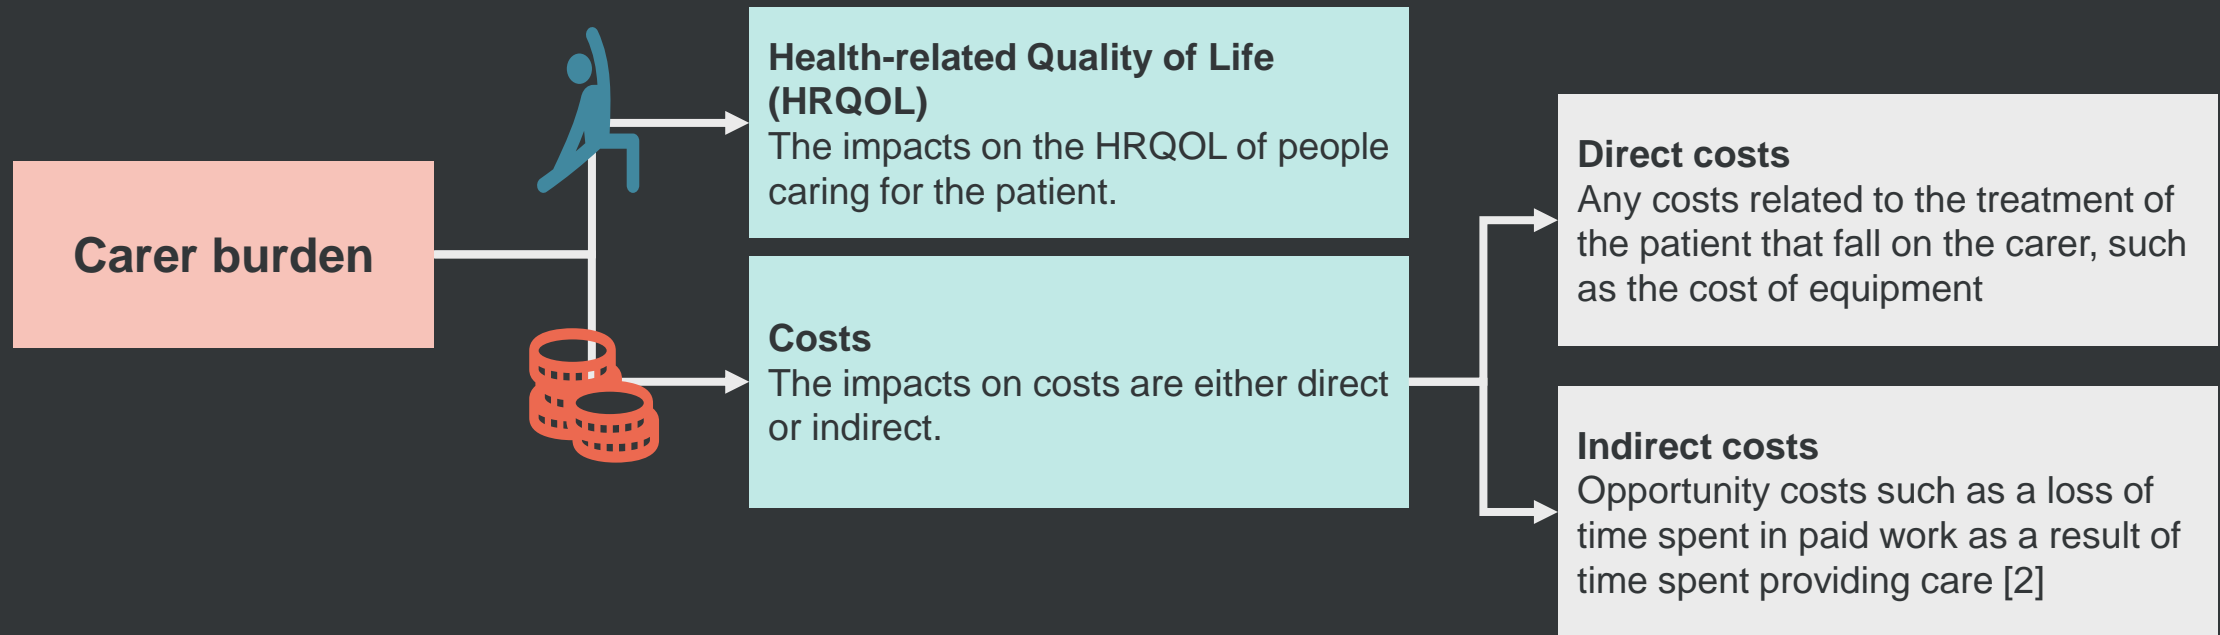 Carer burden
Health-related Quality of Life
(HRQOL)
The impacts on the HRQOL of people
caring for the patient.
Costs
The impacts on costs are either direct
or indirect.
Direct costs
Any costs related to the treatment of
the patient that fall on the carer, such
as the cost of equipment
Indirect costs
Opportunity costs such as a loss of
time spent in paid work as a result of
time spent providing care [2]